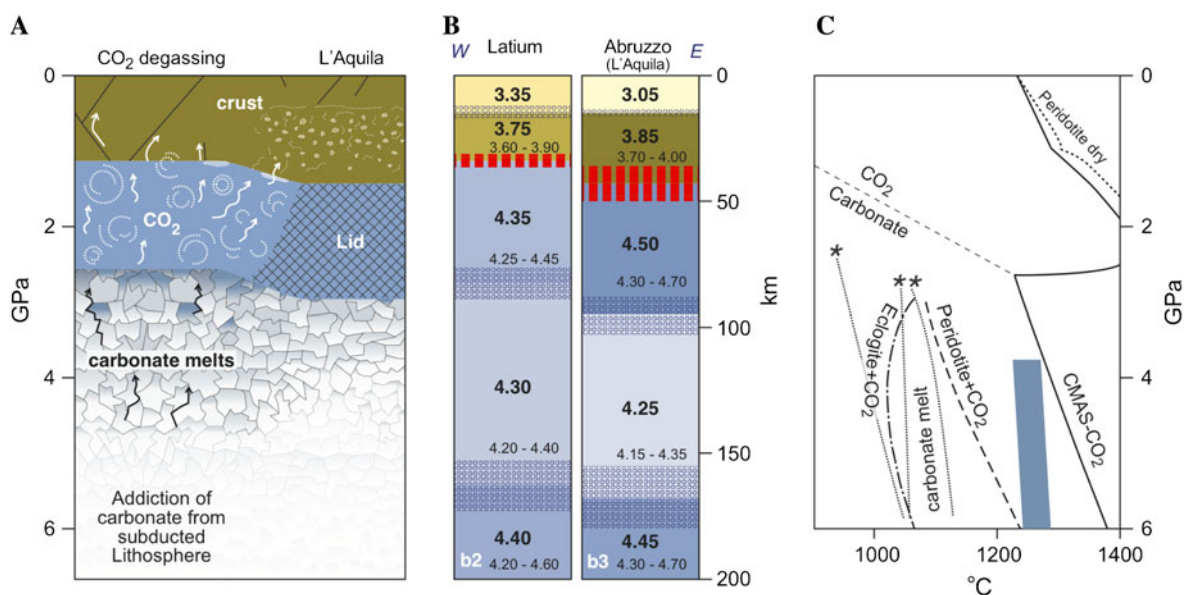 A
CO2 degassing
L'Aquila
0
2
4
6
GPa
crust
CO2
Lid
carbonate melts
Addiction of
carbonate from
subducted
Lithosphere
B
W
Latium
Abruzzo
(L'Aquila)
E
3.35
3.75
3.60 - 3.90
4.35
4.25 - 4.45
4.30
4.20 - 4.40
4.40
b2
4.20 - 4.60
3.05
3.85
3.70 - 4.00
4.50
4.30 - 4.70
4.25
4.15 - 4.35
4.45
b3
4.30 - 4.70
0
50
100
150
200
km
C
Peridotite dry
CO2
Carbonate
*
**
Eclogite+CO2
carbonate melt
Peridotite+CO2
CMAS-CO2
0
2
4
6
GPa
1000
1200
1400
°C